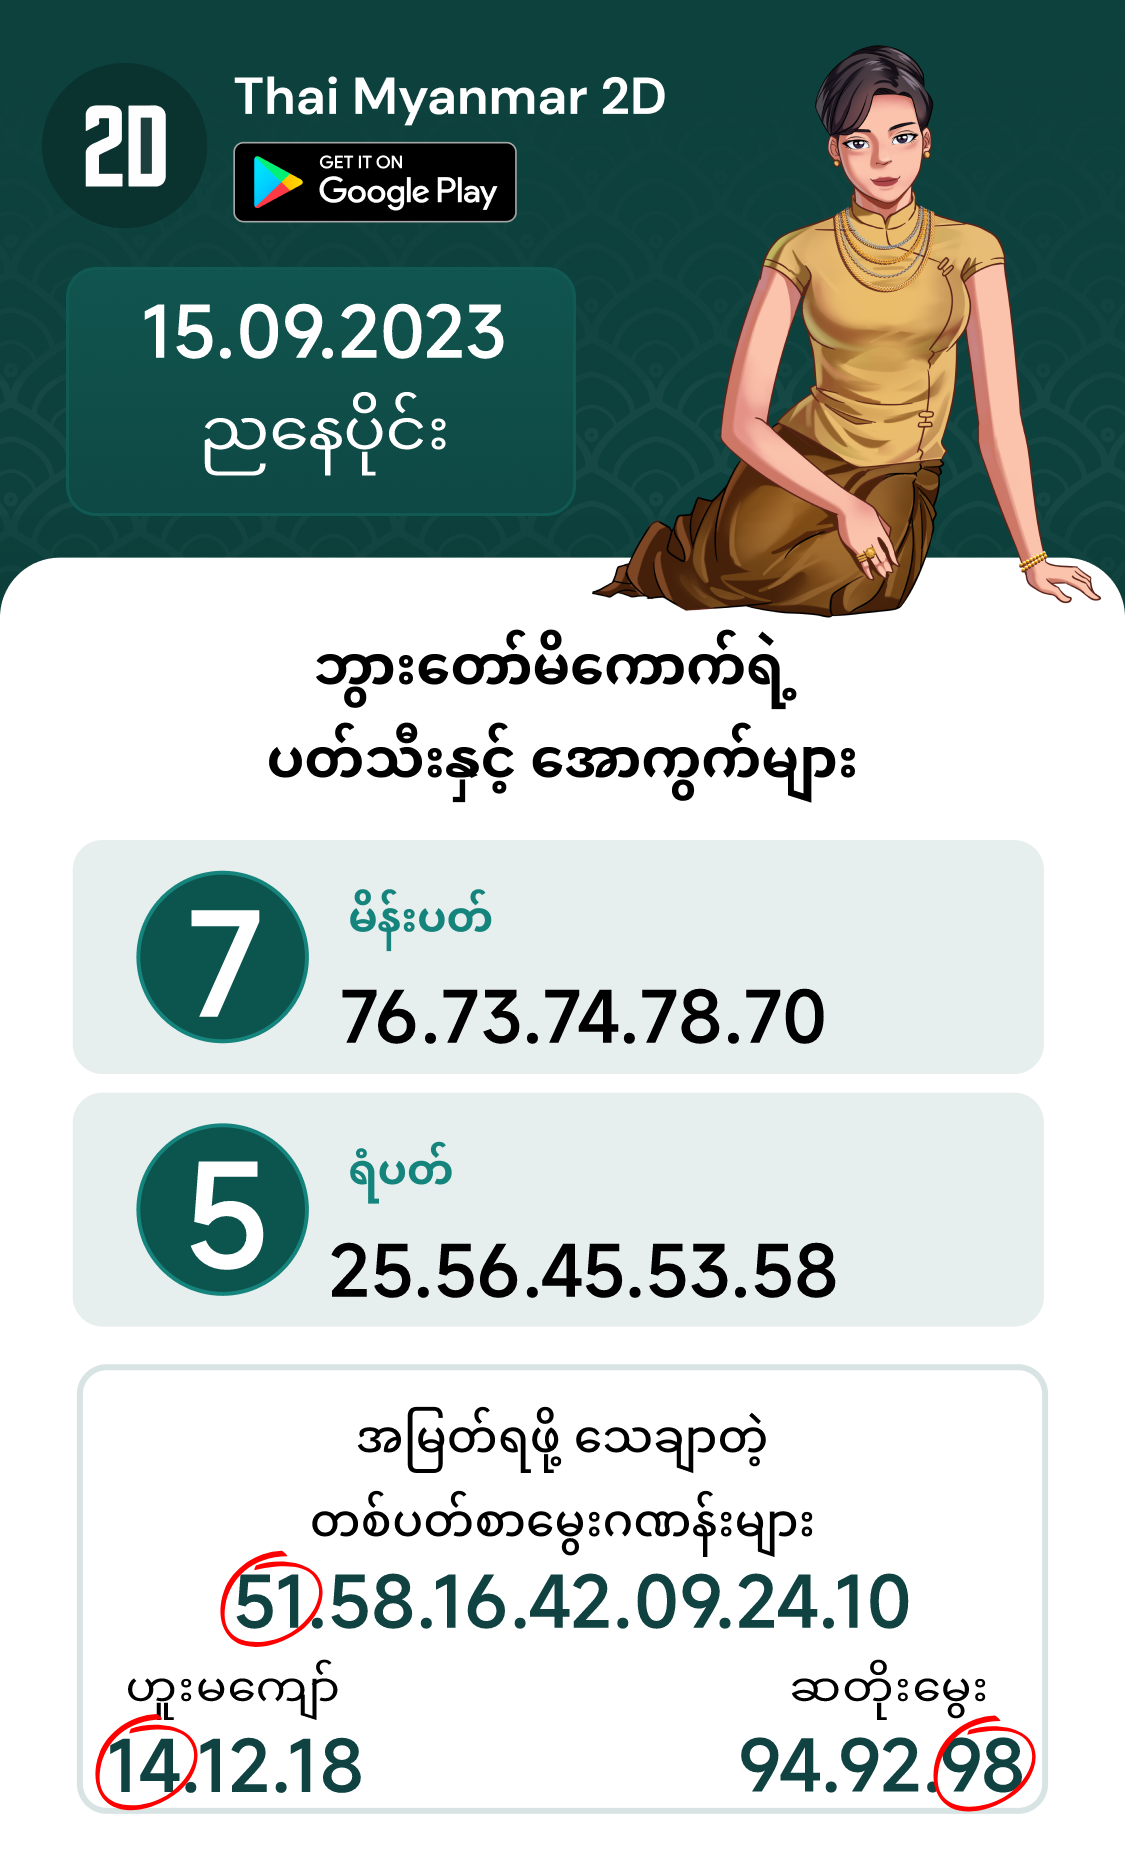 2D
Thai Myanmar 2D
GET IT ON
Google Play
15.09.2023
ညနေပိုင်း
ဘွားတော်မိကောက်ရဲ့
ပတ်သီးနှင့် အောကွက်များ
7
မိန်းပတ်
76.73.74.78.70
5
ရံပတ်
25.56.45.53.58
အမြတ်ရဖို့ သေချာတဲ့
တစ်ပတ်စာမွေးဂဏန်းများ
51.58.16.42.09.24.10
ဟူးမကျော်
ဆတိုးမွေး
14.12.18
94.92.98